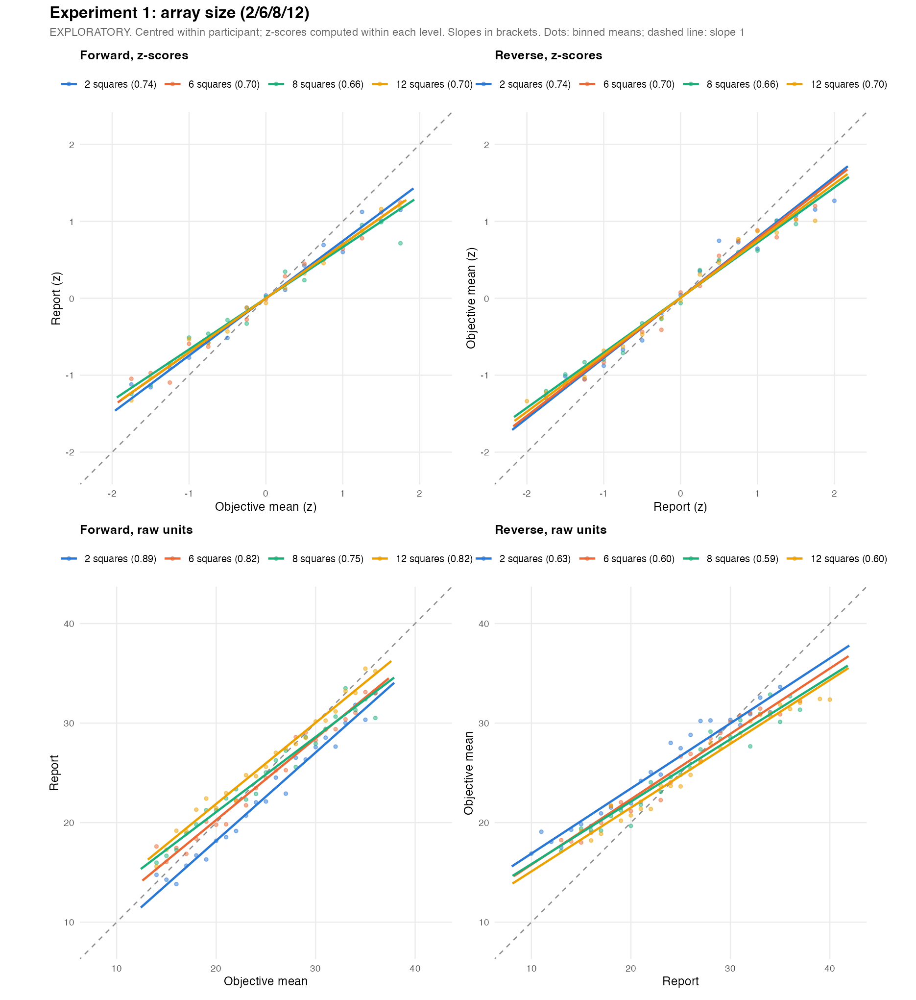 Experiment 1: array size (2/6/8/12)
EXPLORATORY. Centred within participant; z-scores computed within each level. Slopes in brackets. Dots: binned means; dashed line: slope 1
Forward, z-scores
2 squares (0.74) 6 squares (0.70) 8 squares (0.66) 12 squares (0.70)
2
1
0
-1
-2
Report (z)
-2 -1 0 1 2
Objective mean (z)
Reverse, z-scores
2 squares (0.74) 6 squares (0.70) 8 squares (0.66) 12 squares (0.70)
2
1
0
-1
-2
Objective mean (z)
-2 -1 0 1 2
Report (z)
Forward, raw units
2 squares (0.89) 6 squares (0.82) 8 squares (0.75) 12 squares (0.82)
40
30
20
10
Report
10 20 30 40
Objective mean
Reverse, raw units
2 squares (0.63) 6 squares (0.60) 8 squares (0.59) 12 squares (0.60)
40
30
20
10
Objective mean
10 20 30 40
Report